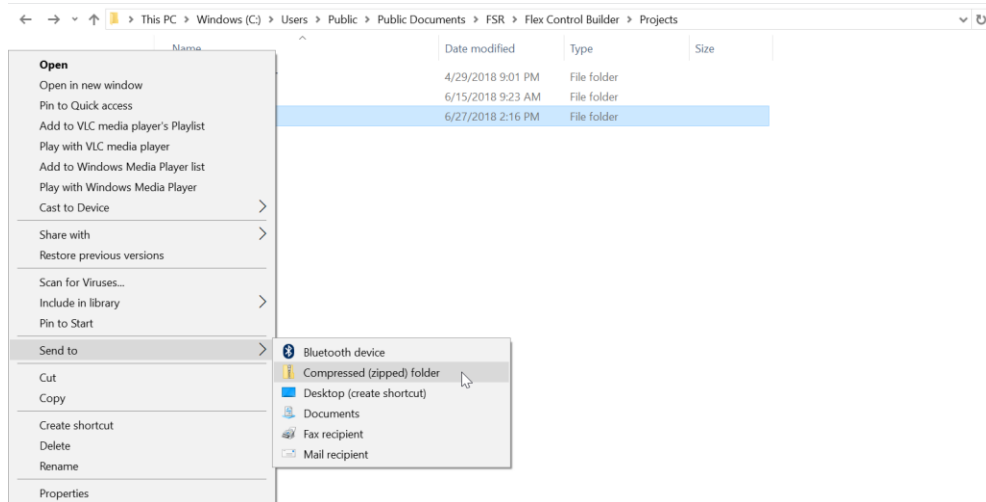 This PC > Windows (C:) > Users > Public > Public Documents > FSR > Flex Control Builder > Projects
Name Date modified Type Size
4/29/2018 9:01 PM File folder
6/15/2018 9:23 AM File folder
6/27/2018 2:16 PM File folder
Open
Open in new window
Pin to Quick access
Add to VLC media player's Playlist
Play with VLC media player
Add to Windows Media Player list
Play with Windows Media Player
Cast to Device
Share with
Restore previous versions
Scan for Viruses...
Include in library
Pin to Start
Send to
Bluetooth device
Compressed (zipped) folder
Desktop (create shortcut)
Documents
Fax recipient
Mail recipient
Cut
Copy
Create shortcut
Delete
Rename
Properties